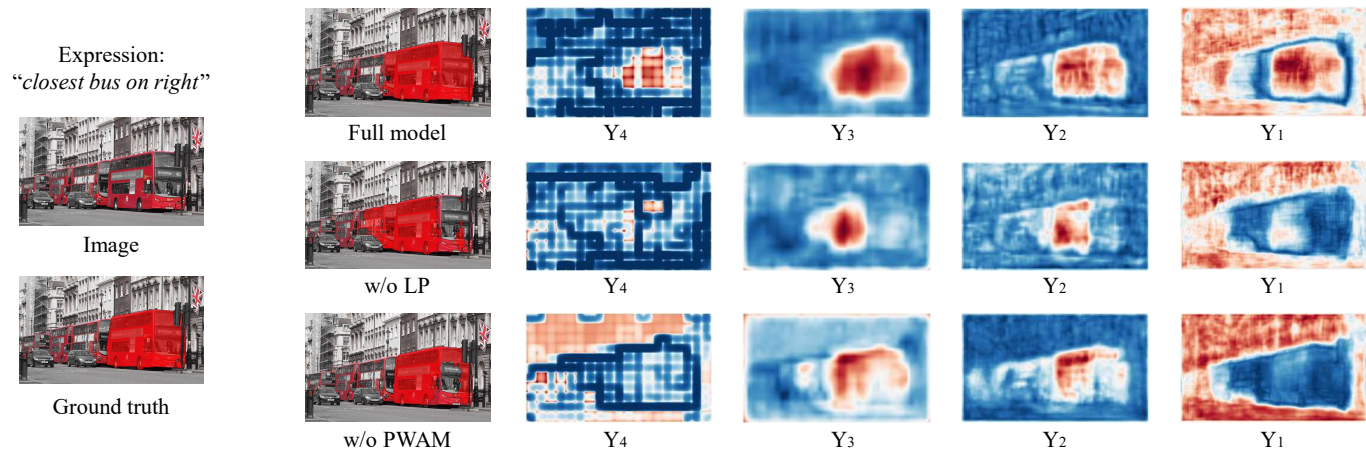 Expression:
“closest bus on right”
Image
Ground truth
Full model
Y4
Y3
Y2
Y1
w/o LP
Y4
Y3
Y2
Y1
w/o PWAM
Y4
Y3
Y2
Y1